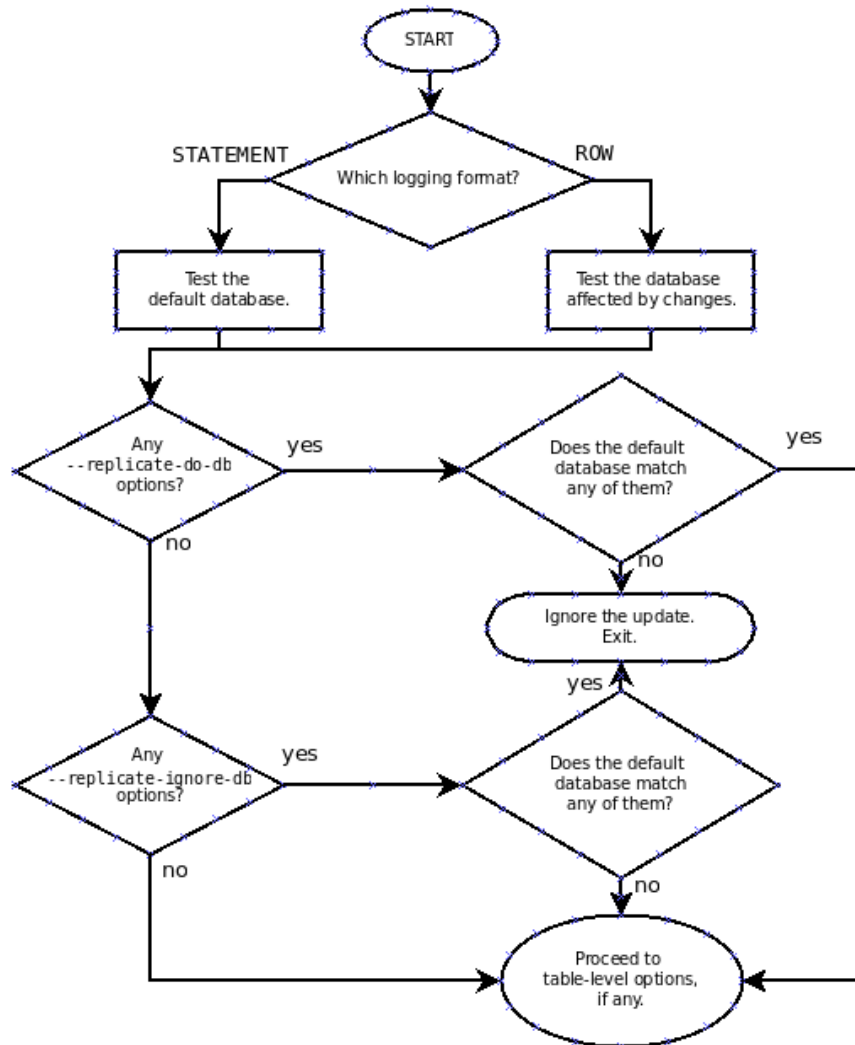 START
STATEMENT
ROW
Which logging format?
Test the
default database.
Test the database
affected by changes.
Any
--replicate-do-db
options?
yes
Does the default
database match
any of them?
yes
no
no
Ignore the update.
Exit.
yes
Any
--replicate-ignore-db
options?
yes
Does the default
database match
any of them?
no
no
Proceed to
table-level options,
if any.